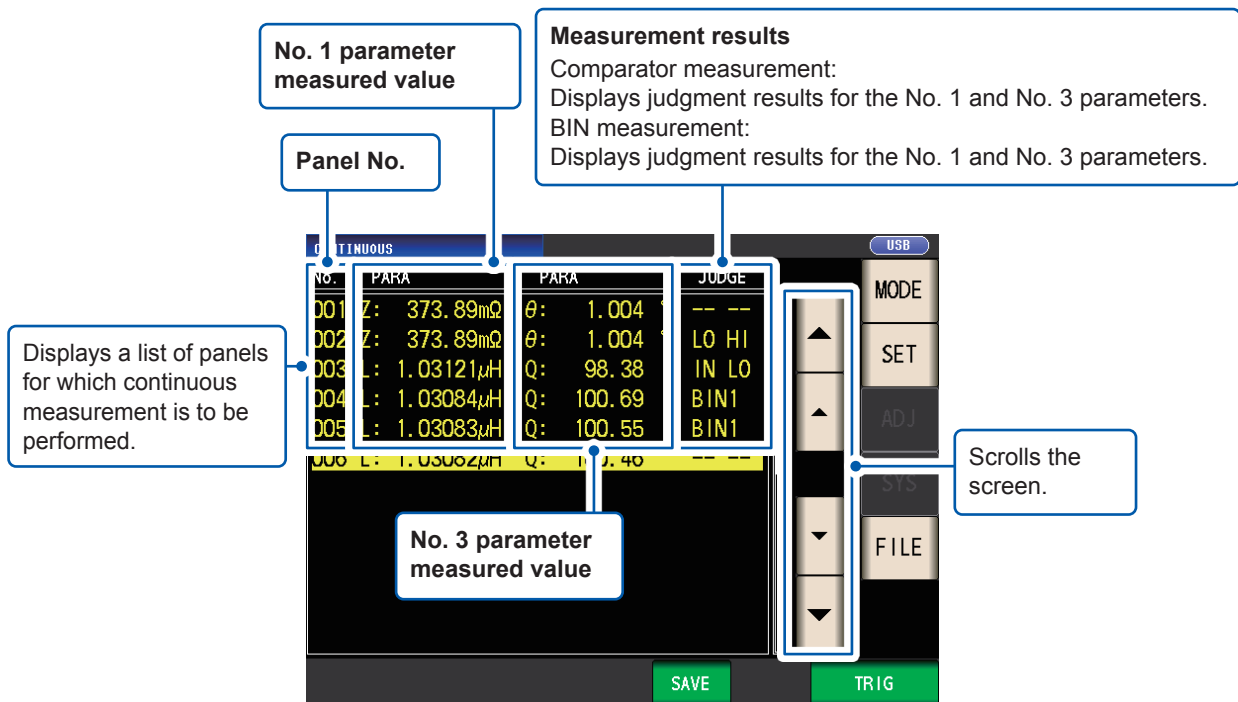 No. 1 parameter
measured value
Measurement results
Comparator measurement:
Displays judgment results for the No. 1 and No. 3 parameters.
BIN measurement:
Displays judgment results for the No. 1 and No. 3 parameters.
Panel No.
USB
No. PARA PARA JUDGE
001 Z: 373.89mΩ θ: 1.004 ° -- --
002 Z: 373.89mΩ θ: 1.004 ° LO HI
003 L: 1.03121μH Q: 98.38 IN LO
004 L: 1.03084μH Q: 100.69 BIN1
005 L: 1.03083μH Q: 100.55 BIN1
006 L: 1.03082μH Q: -- --
MODE
SET
ADJ
SYS
FILE
Displays a list of panels
for which continuous
measurement is to be
performed.
Scrolls the
screen.
No. 3 parameter
measured value
SAVE
TRIG